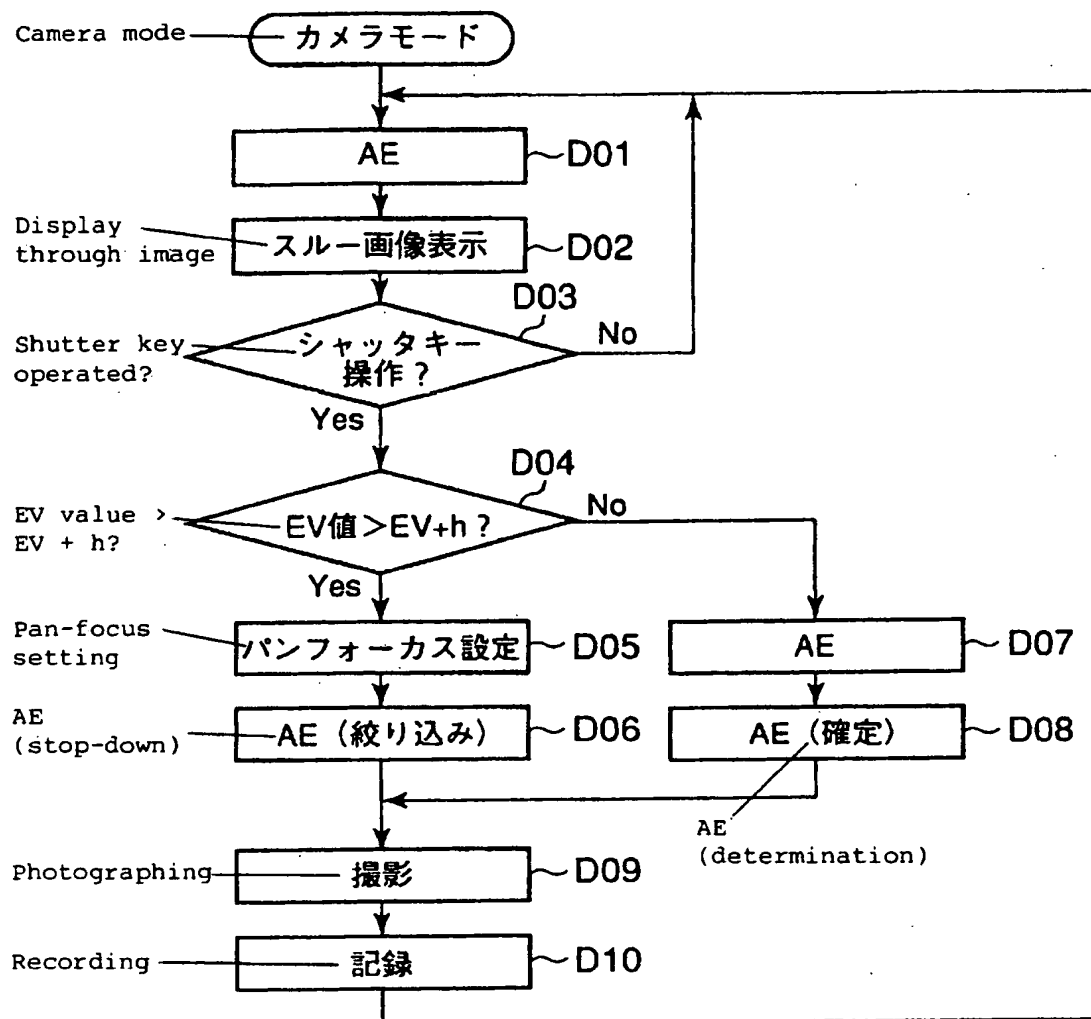 Camera mode
カメラモード
AE
D01
Display
through image
スルー画像表示
D02
D03
Shutter key
operated?
シャッタキー
操作？
No
Yes
D04
EV value >
EV + h?
EV値＞EV+h？
No
Yes
Pan-focus
setting
パンフォーカス設定
D05
AE
D07
AE
(stop-down)
AE（絞り込み）
D06
AE（確定）
D08
AE
(determination)
Photographing
撮影
D09
Recording
記録
D10